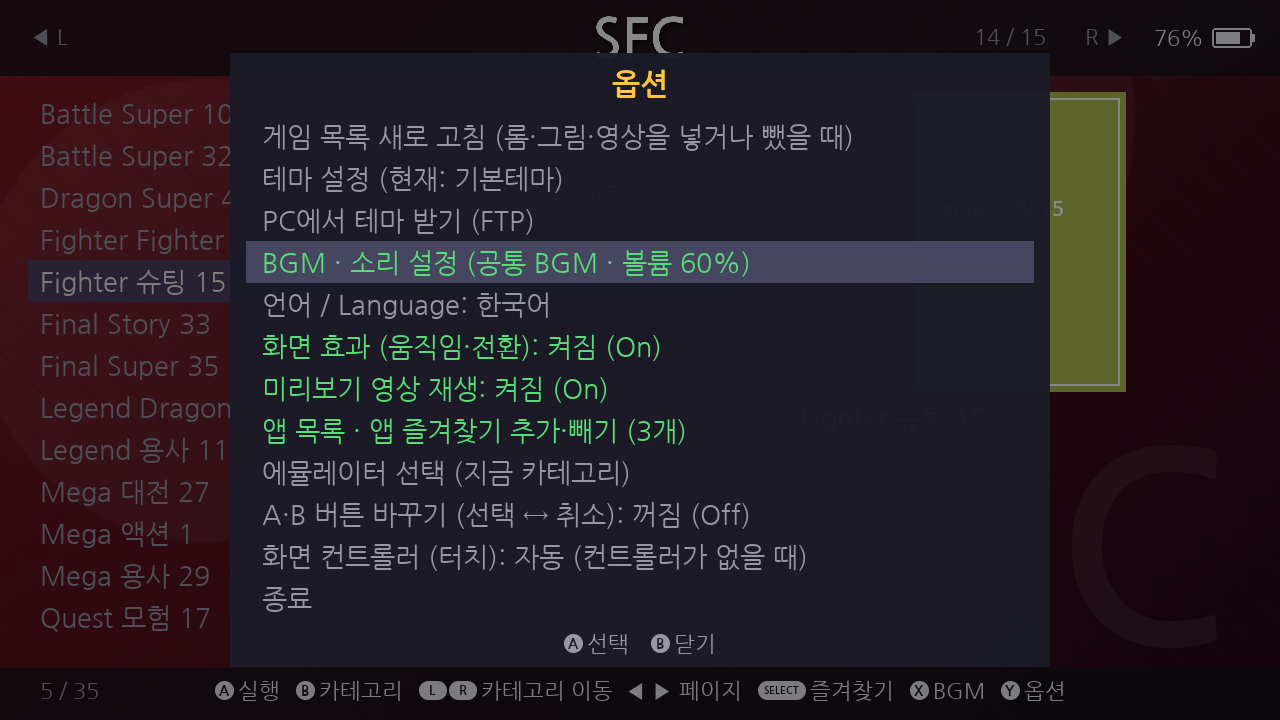 L
SFC
14 / 15
R
76%
옵션
게임 목록 새로 고침 (롬·그림·영상을 넣거나 뺐을 때)
테마 설정 (현재: 기본테마)
PC에서 테마 받기 (FTP)
BGM · 소리 설정 (공통 BGM · 볼륨 60%)
언어 / Language: 한국어
화면 효과 (움직임·전환): 켜짐 (On)
미리보기 영상 재생: 켜짐 (On)
앱 목록 · 앱 즐겨찾기 추가·빼기 (3개)
에뮬레이터 선택 (지금 카테고리)
A·B 버튼 바꾸기 (선택 ↔ 취소): 꺼짐 (Off)
화면 컨트롤러 (터치): 자동 (컨트롤러가 없을 때)
종료
A 선택 B 닫기
Battle Super 10
Battle Super 32
Dragon Super 4
Fighter Fighter
Fighter 슈팅 15
Final Story 33
Final Super 35
Legend Dragon
Legend 용사 11
Mega 대전 27
Mega 액션 1
Mega 용사 29
Quest 모험 17
Fighter 슈팅 15
5 / 35
A 실행 B 카테고리 L R 카테고리 이동 ◀ ▶ 페이지 SELECT 즐겨찾기 X BGM Y 옵션